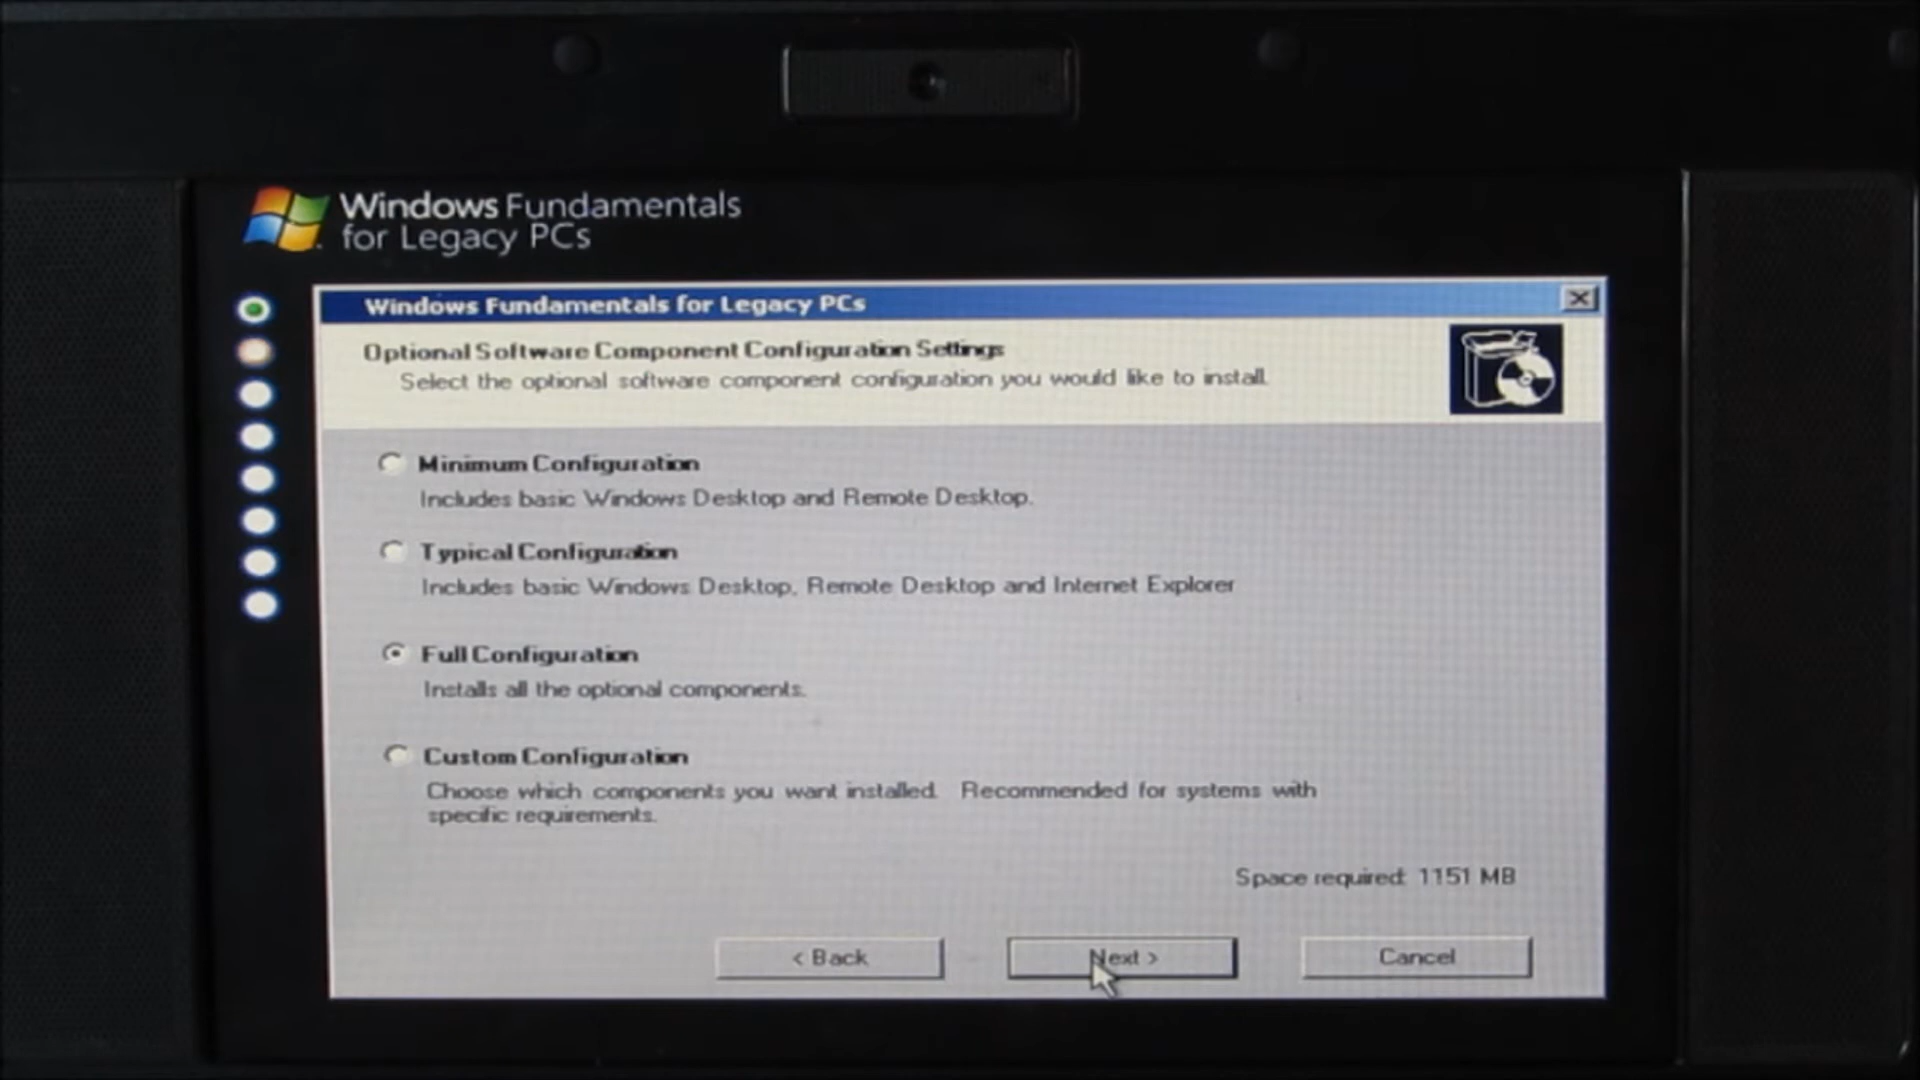 Windows Fundamentals
for Legacy PCs
Windows Fundamentals for Legacy PCs
Optional Software Component Configuration Settings
Select the optional software component configuration you would like to install.
Minimum Configuration
Includes basic Windows Desktop and Remote Desktop.
Typical Configuration
Includes basic Windows Desktop, Remote Desktop and Internet Explorer
Full Configuration
Installs all the optional components.
Custom Configuration
Choose which components you want installed. Recommended for systems with
specific requirements.
Space required: 1151 MB
< Back
Next >
Cancel